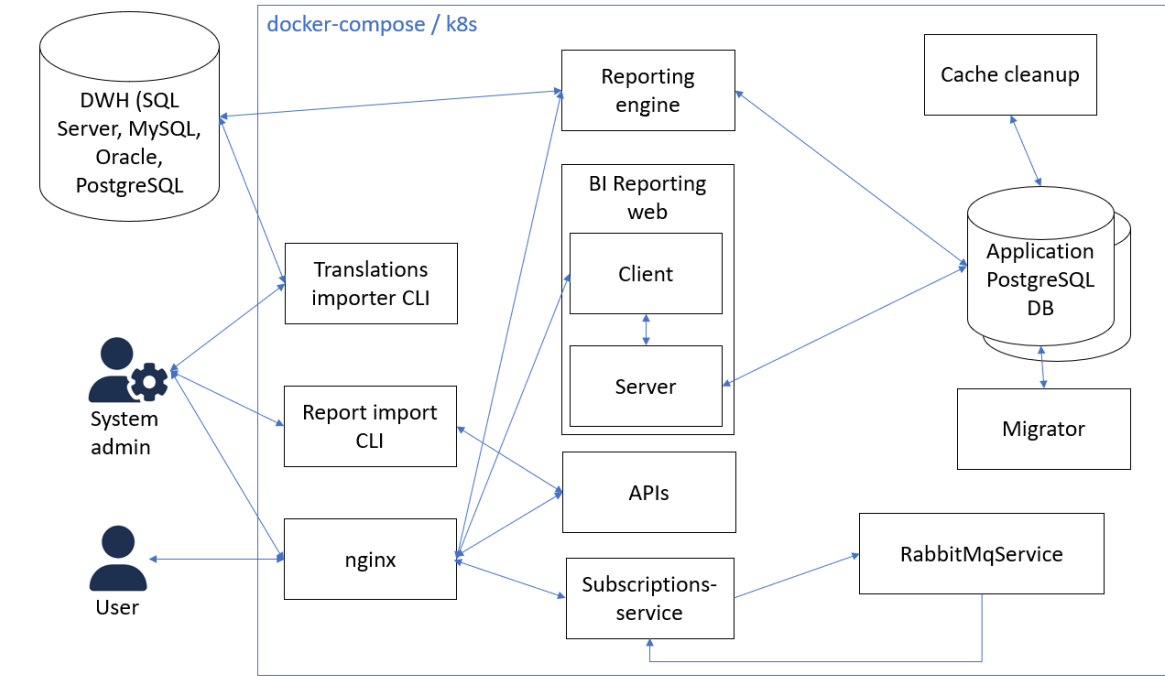 docker-compose / k8s
DWH (SQL
Server, MySQL,
Oracle,
PostgreSQL
Reporting
engine
Cache cleanup
BI Reporting
web
Client
Server
Translations
importer CLI
Application
PostgreSQL
DB
System
admin
Report import
CLI
Migrator
APIs
nginx
User
Subscriptions-
service
RabbitMqService